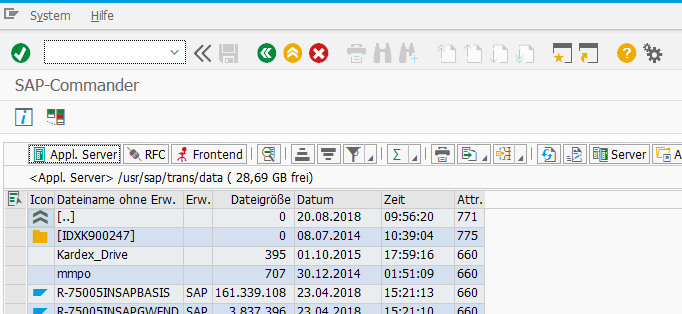 System Hilfe
SAP-Commander
Appl. Server RFC Frontend Server
<Appl. Server> /usr/sap/trans/data ( 28,69 GB frei)
Icon Dateiname ohne Erw. Erw. Dateigröße Datum Zeit Attr.
[..] 0 20.08.2018 09:56:20 771
[IDXK900247] 0 08.07.2014 10:39:04 775
Kardex_Drive 395 01.10.2015 17:59:16 660
mmpo 707 30.12.2014 01:51:09 660
R-75005INSAPBASIS SAP 161.339.108 23.04.2018 15:21:13 660
R-75005INSAPGWFND SAP 3.837.396 23.04.2018 15:21:10 660